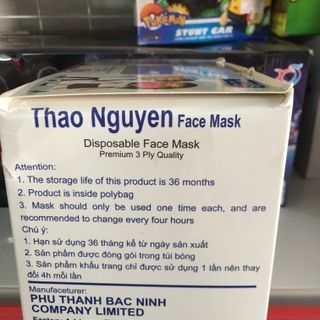 POKéMON
STUNT CAR
Thao Nguyen Face Mask
Disposable Face Mask
Premium 3 Ply Quality
Attention:
1. The storage life of this product is 36 months
2. Product is inside polybag
3. Mask should only be used one time each, and are
recommended to change every four hours
Chú ý:
1. Hạn sử dụng 36 tháng kể từ ngày sản xuất
2. Sản phẩm được đóng gói trong túi bóng
3. Sản phẩm khẩu trang chỉ được sử dụng 1 lần nên thay
đổi 4h mỗi lần
Manufaceturer:
PHU THANH BAC NINH
COMPANY LIMITED